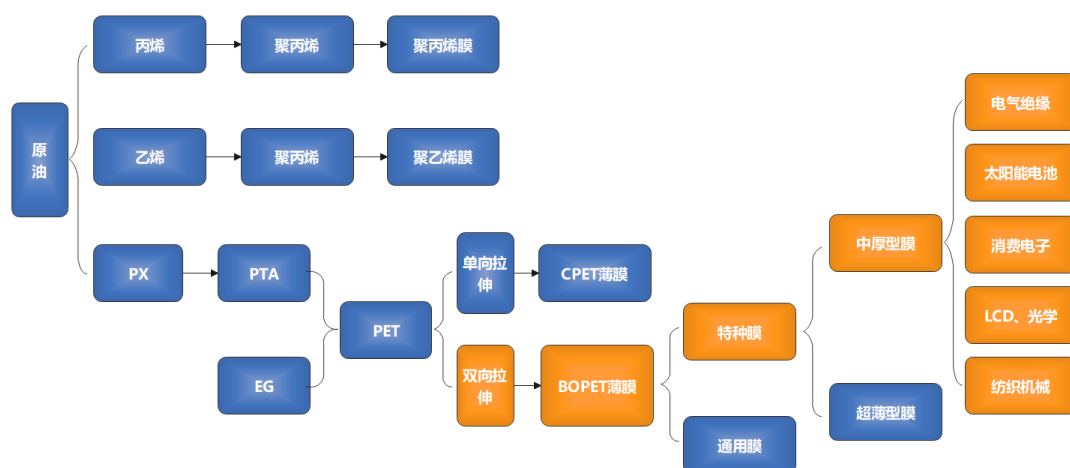 丙烯
聚丙烯
聚丙烯膜
原
油
乙烯
聚丙烯
聚乙烯膜
PX
PTA
EG
PET
单向拉
伸
CPET薄膜
双向拉
伸
BOPET薄膜
特种膜
通用膜
中厚型膜
超薄型膜
电气绝缘
太阳能电池
消费电子
LCD、光学
纺织机械